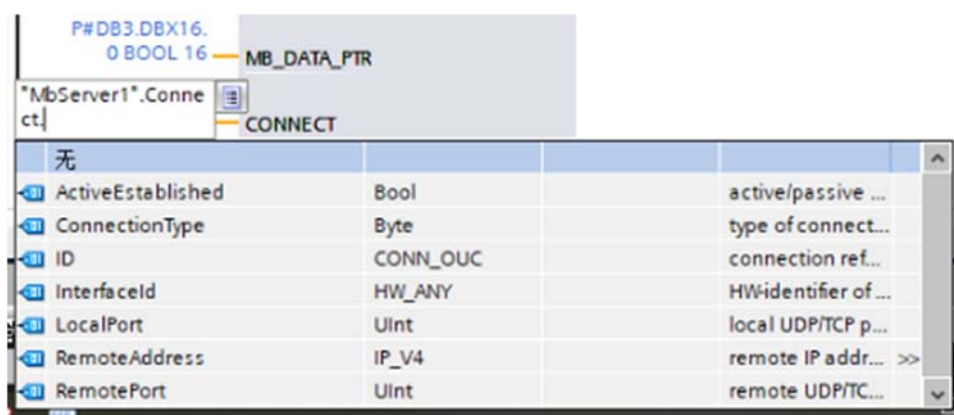 P#DB3.DBX16.
0 BOOL 16
MB_DATA_PTR
"MbServer1".Conne
ct.
CONNECT
无
ActiveEstablished Bool active/passive ...
ConnectionType Byte type of connect...
ID CONN_OUC connection ref...
InterfaceId HW_ANY HW-identifier of ...
LocalPort UInt local UDP/TCP p...
RemoteAddress IP_V4 remote IP addr... >>
RemotePort UInt remote UDP/TC...